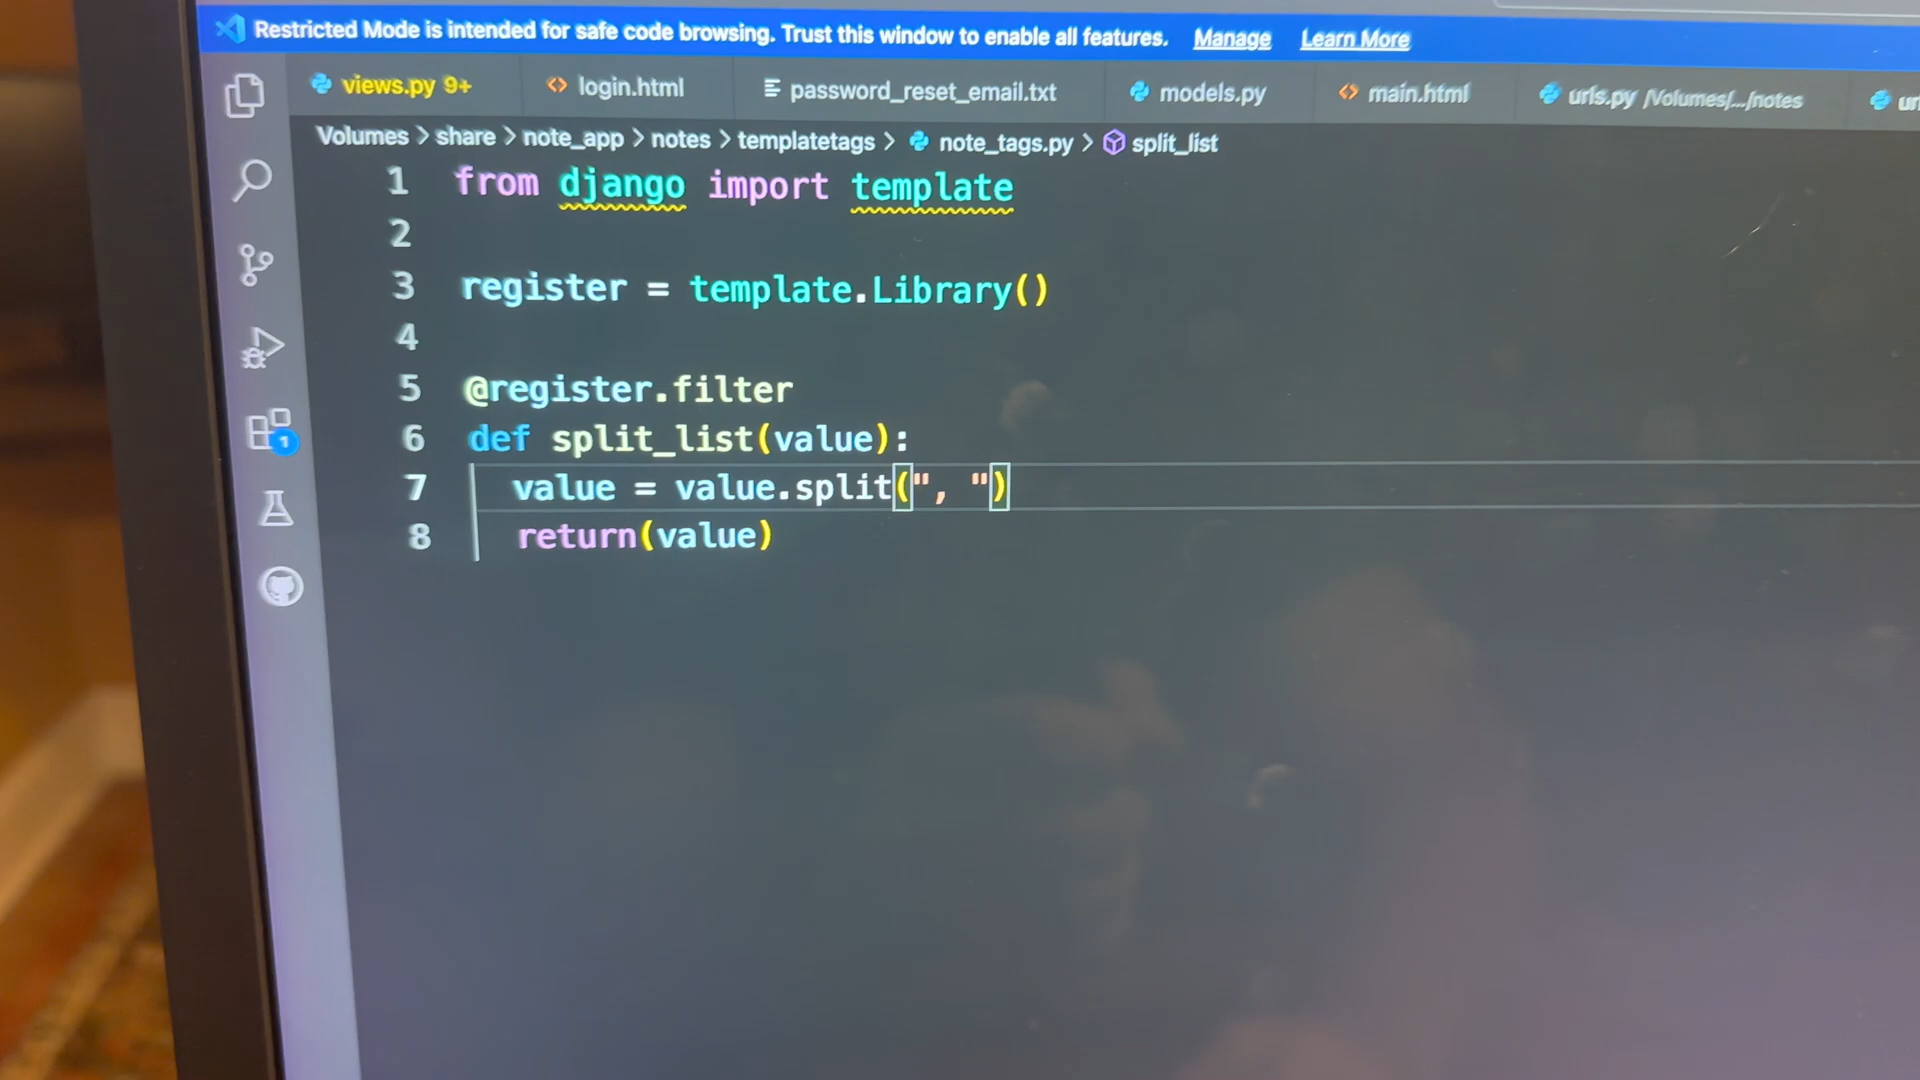 Restricted Mode is intended for safe code browsing. Trust this window to enable all features. Manage Learn More
views.py 9+ login.html password_reset_email.txt models.py main.html urls.py /Volumes/.../notes
Volumes > share > note_app > notes > templatetags > note_tags.py > split_list
1 from django import template
2
3 register = template.Library()
4
5 @register.filter
6 def split_list(value):
7 value = value.split(", ")
8 return(value)
1